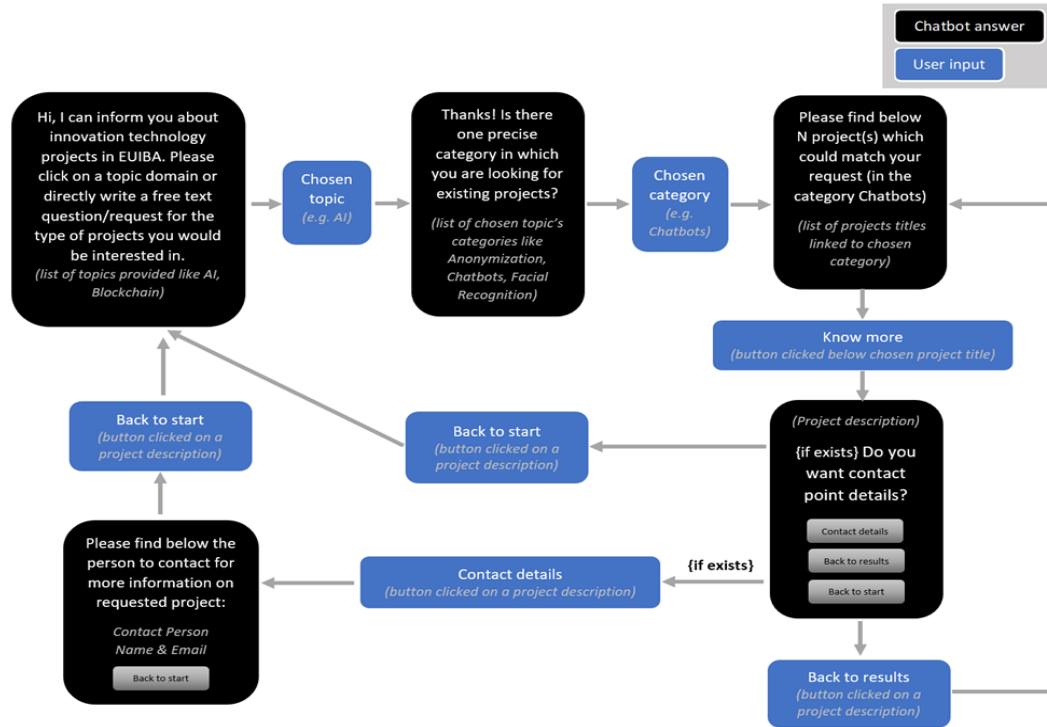 Chatbot answer
User input
Hi, I can inform you about
innovation technology
projects in EUIBA. Please
click on a topic domain or
directly write a free text
question/request for the
type of projects you would
be interested in.
(list of topics provided like AI,
Blockchain)
Chosen
topic
(e.g. AI)
Thanks! Is there
one precise
category in which
you are looking for
existing projects?
(list of chosen topic's
categories like
Anonymization,
Chatbots, Facial
Recognition)
Chosen
category
(e.g.
Chatbots)
Please find below
N project(s) which
could match your
request (in the
category Chatbots)
(list of projects titles
linked to chosen
category)
Know more
(button clicked below chosen project title)
(Project description)
{if exists} Do you
want contact
point details?
Contact details
Back to results
Back to start
Back to start
(button clicked on a
project description)
Back to start
(button clicked on a
project description)
{if exists}
Contact details
(button clicked on a project description)
Please find below the
person to contact for
more information on
requested project:
Contact Person
Name & Email
Back to start
Back to results
(button clicked on a
project description)